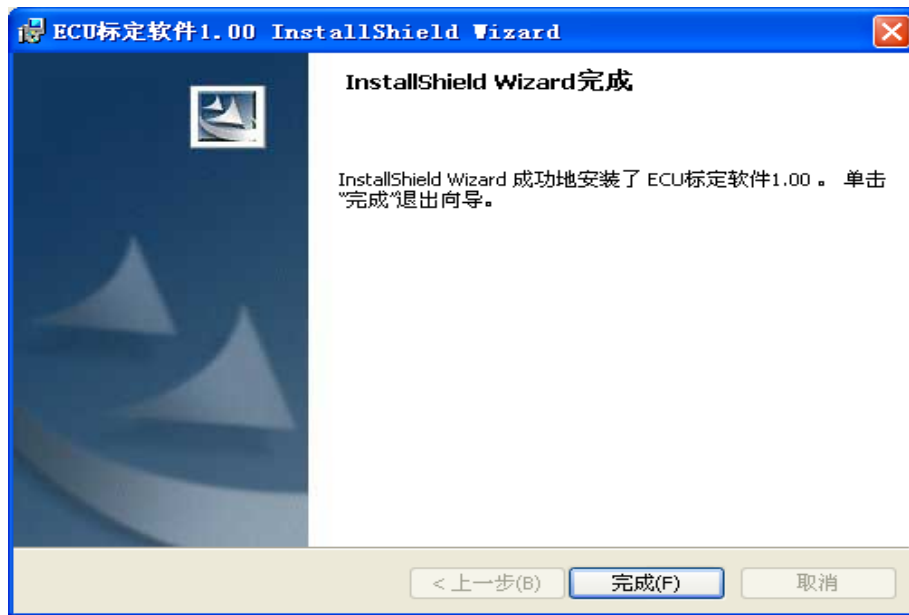 ECU标定软件1.00 InstallShield Wizard
InstallShield Wizard完成
InstallShield Wizard 成功地安装了 ECU标定软件1.00 。 单击
“完成”退出向导。
<上一步(B) 完成(F) 取消